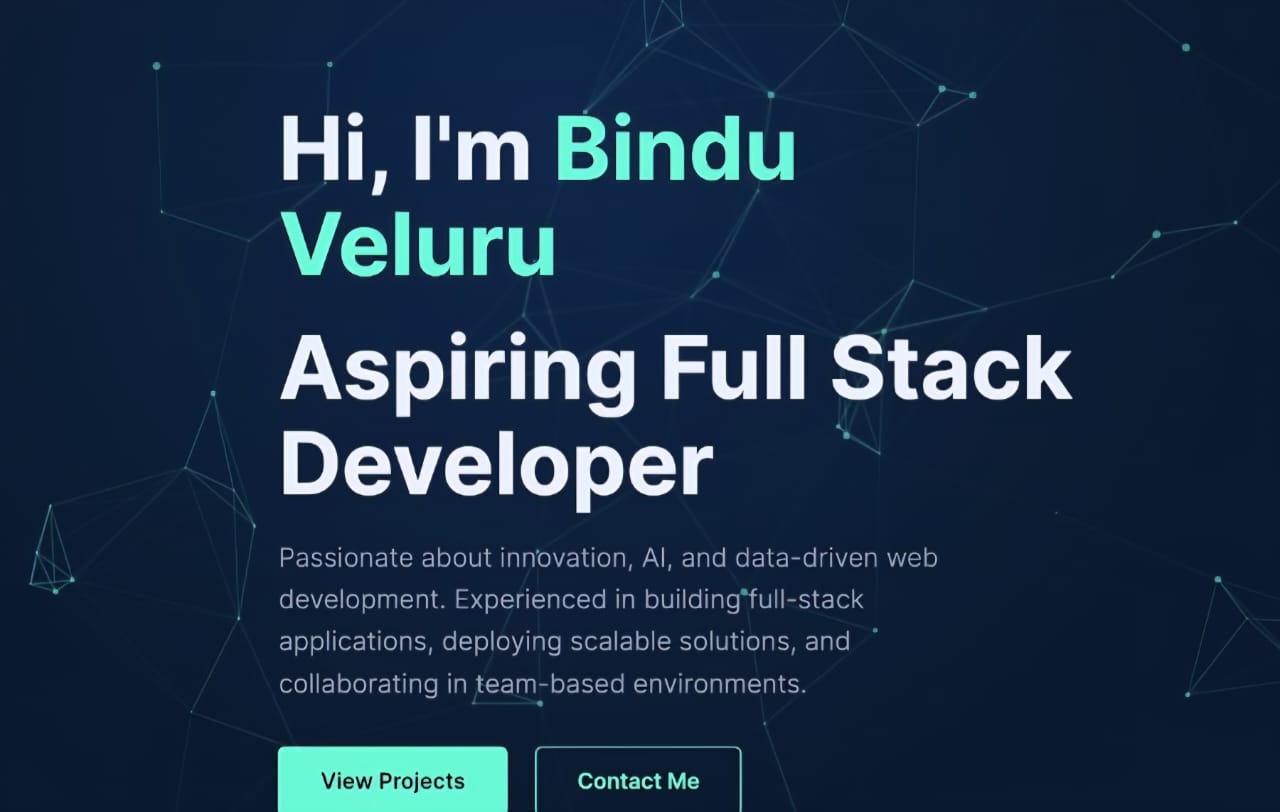 Hi, I'm Bindu
Veluru
Aspiring Full Stack
Developer
Passionate about innovation, AI, and data-driven web
development. Experienced in building full-stack
applications, deploying scalable solutions, and
collaborating in team-based environments.
View Projects
Contact Me